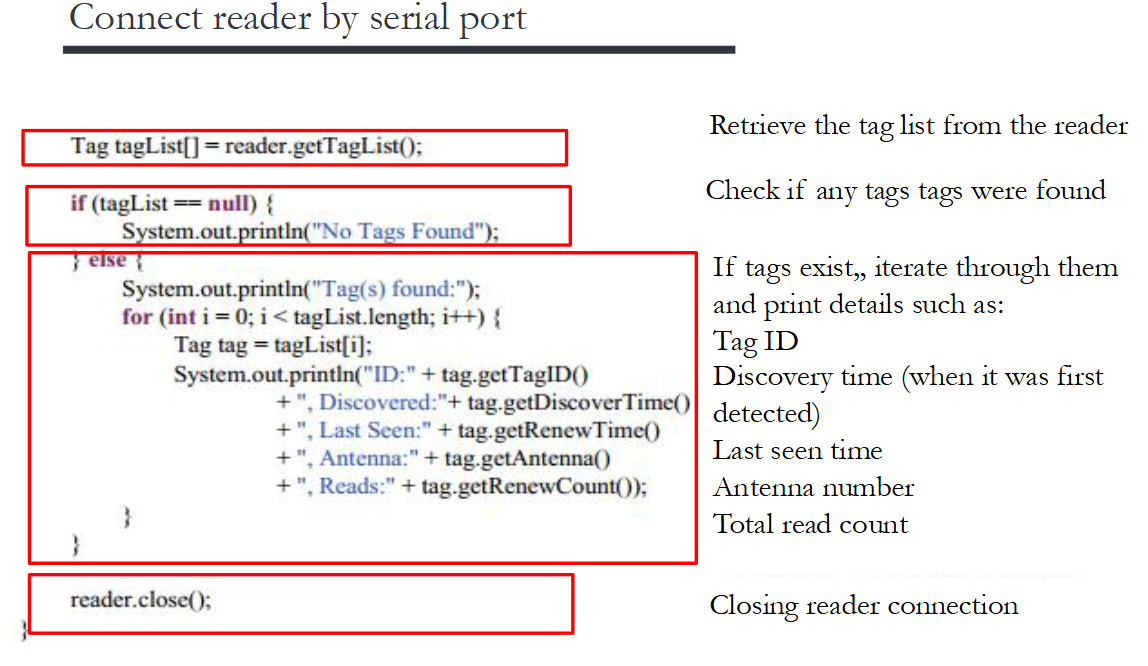 Connect reader by serial port
Tag tagList[] = reader.getTagList();
Retrieve the tag list from the reader
if (tagList == null) {
System.out.println("No Tags Found");
Check if any tags tags were found
} else {
System.out.println("Tag(s) found:");
for (int i = 0; i < tagList.length; i++) {
Tag tag = tagList[i];
System.out.println("ID:" + tag.getTagID()
+ ", Discovered:"+ tag.getDiscoverTime()
+ ", Last Seen:" + tag.getRenewTime()
+ ", Antenna:" + tag.getAntenna()
+ ", Reads:" + tag.getRenewCount());
}
}
If tags exist,, iterate through them
and print details such as:
Tag ID
Discovery time (when it was first
detected)
Last seen time
Antenna number
Total read count
reader.close();
}
Closing reader connection